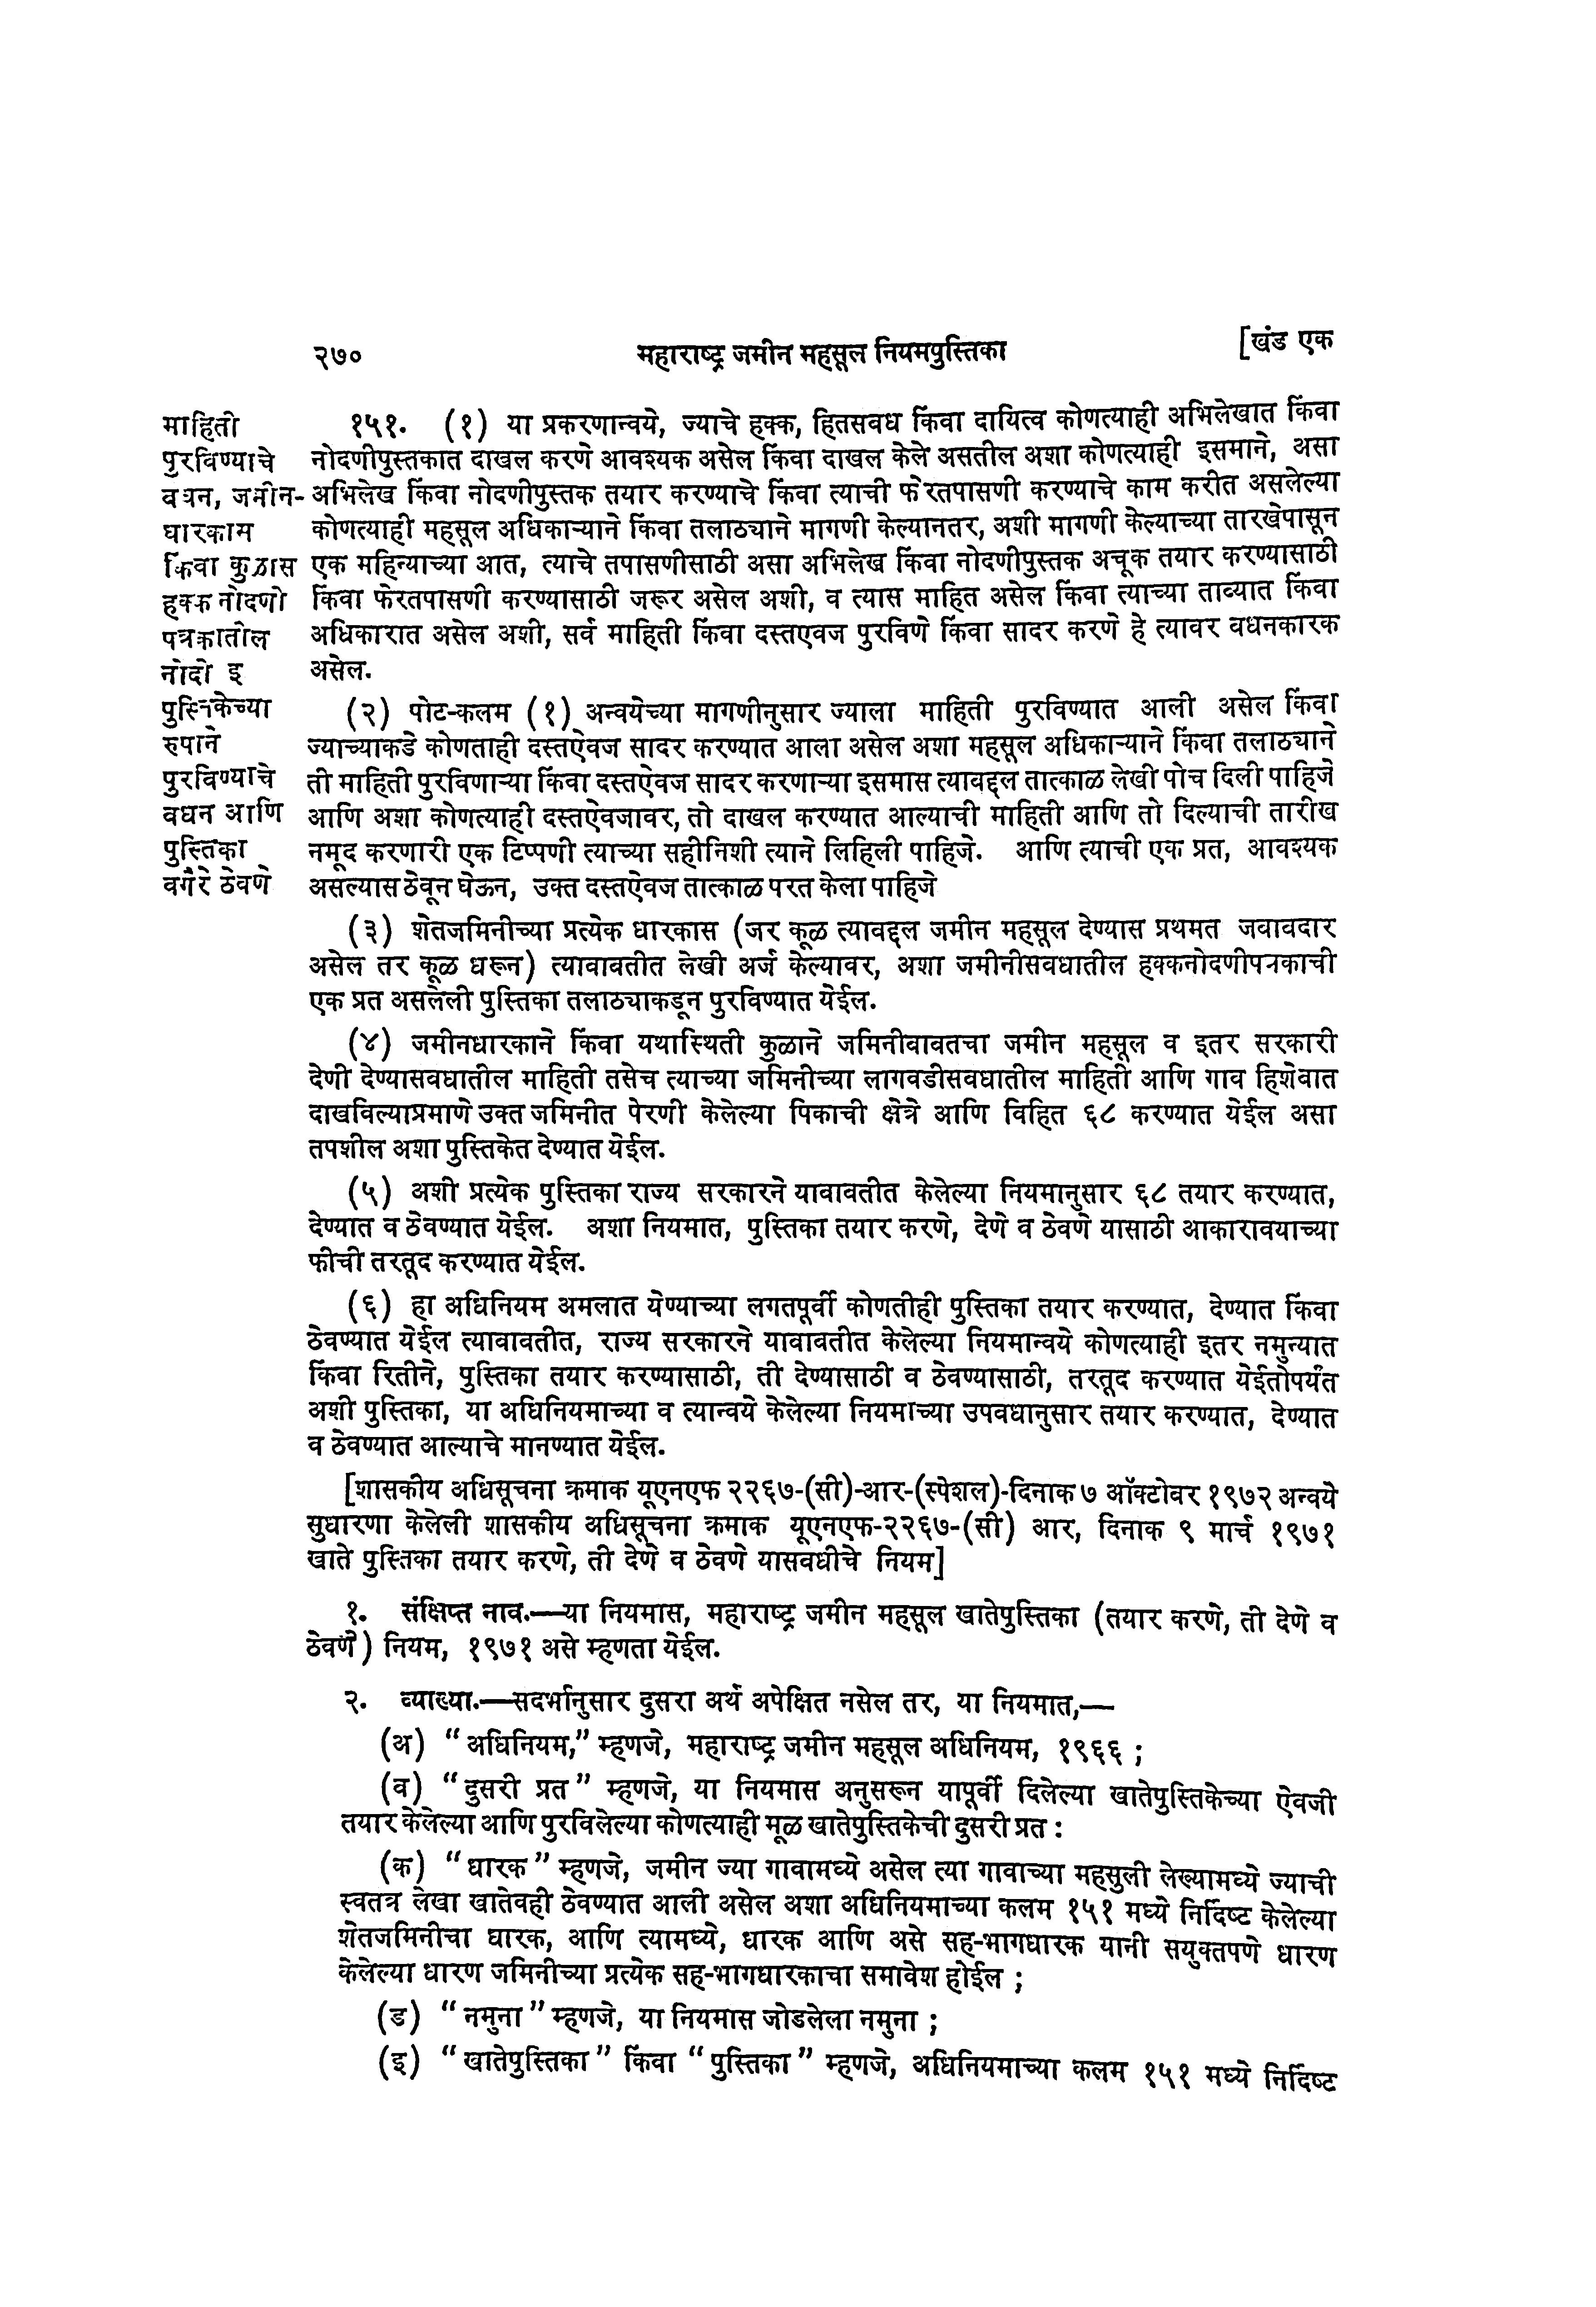 २७०
महाराष्ट्र जमीन महसूल नियमपुस्तिका
[खंड एक
माहिती
पुरविण्याचे
बधन, जमीन-
धारकास
किंवा कुळास
हक्क नोदणी
पत्रकातील
नोदी इ
पुस्तिकेच्या
रुपाने
पुरविण्याचे
बधन आणि
पुस्तिका
वगैरे ठेवणे
१५१. (१) या प्रकरणान्वये, ज्याचे हक्क, हितसबध किंवा दायित्व कोणत्याही अभिलेखात किंवा
नोदणीपुस्तकात दाखल करणे आवश्यक असेल किंवा दाखल केले असतील अशा कोणत्याही इसमाने, असा
अभिलेख किंवा नोदणीपुस्तक तयार करण्याचे किंवा त्याची फेरतपासणी करण्याचे काम करीत असलेल्या
कोणत्याही महसूल अधिकाऱ्याने किंवा तलाठ्याने मागणी केल्यानतर, अशी मागणी केल्याच्या तारखेपासून
एक महिन्याच्या आत, त्याचे तपासणीसाठी असा अभिलेख किंवा नोदणीपुस्तक अचूक तयार करण्यासाठी
किंवा फेरतपासणी करण्यासाठी जरूर असेल अशी, व त्यास माहित असेल किंवा त्याच्या ताब्यात किंवा
अधिकारात असेल अशी, सर्व माहिती किंवा दस्तएवज पुरविणे किंवा सादर करणे हे त्यावर बधनकारक
असेल.
(२) पोट-कलम (१) अन्वयेच्या मागणीनुसार ज्याला माहिती पुरविण्यात आली असेल किंवा
ज्याच्याकडे कोणताही दस्तऐवज सादर करण्यात आला असेल अशा महसूल अधिकाऱ्याने किंवा तलाठ्याने
ती माहिती पुरविणाऱ्या किंवा दस्तऐवज सादर करणाऱ्या इसमास त्याबद्दल तात्काळ लेखी पोच दिली पाहिजे
आणि अशा कोणत्याही दस्तऐवजावर, तो दाखल करण्यात आल्याची माहिती आणि तो दिल्याची तारीख
नमूद करणारी एक टिप्पणी त्याच्या सहीनिशी त्याने लिहिली पाहिजे. आणि त्याची एक प्रत, आवश्यक
असल्यास ठेवून घेऊन, उक्त दस्तऐवज तात्काळ परत केला पाहिजे
(३) शेतजमिनीच्या प्रत्येक धारकास (जर कूळ त्याबद्दल जमीन महसूल देण्यास प्रथमत जबाबदार
असेल तर कूळ धरून) त्याबाबतीत लेखी अर्ज केल्यावर, अशा जमीनीसबधातील हक्कनोदणीपत्रकाची
एक प्रत असलेली पुस्तिका तलाठ्याकडून पुरविण्यात येईल.
(४) जमीनधारकाने किंवा यथास्थिती कुळाने जमिनीबाबतचा जमीन महसूल व इतर सरकारी
देणी देण्यासबधातील माहिती तसेच त्याच्या जमिनीच्या लागवडीसबधातील माहिती आणि गाव हिशेबात
दाखविल्याप्रमाणे उक्त जमिनीत पेरणी केलेल्या पिकाची क्षेत्रे आणि विहित ६८ करण्यात येईल असा
तपशील अशा पुस्तिकेत देण्यात येईल.
(५) अशी प्रत्येक पुस्तिका राज्य सरकारने याबाबतीत केलेल्या नियमानुसार ६८ तयार करण्यात,
देण्यात व ठेवण्यात येईल. अशा नियमात, पुस्तिका तयार करणे, देणे व ठेवणे यासाठी आकारावयाच्या
फीची तरतूद करण्यात येईल.
(६) हा अधिनियम अमलात येण्याच्या लगतपूर्वी कोणतीही पुस्तिका तयार करण्यात, देण्यात किंवा
ठेवण्यात येईल त्याबाबतीत, राज्य सरकारने याबाबतीत केलेल्या नियमान्वये कोणत्याही इतर नमुन्यात
किंवा रितीने, पुस्तिका तयार करण्यासाठी, ती देण्यासाठी व ठेवण्यासाठी, तरतूद करण्यात येईतोपर्यंत
अशी पुस्तिका, या अधिनियमाच्या व त्यान्वये केलेल्या नियमाच्या उपबधानुसार तयार करण्यात, देण्यात
व ठेवण्यात आल्याचे मानण्यात येईल.
[शासकीय अधिसूचना क्रमाक यूएनएफ २२६७-(सी)-आर-(स्पेशल)-दिनाक ७ ऑक्टोबर १९७२ अन्वये
सुधारणा केलेली शासकीय अधिसूचना क्रमाक यूएनएफ-२२६७-(सी) आर, दिनाक ९ मार्च १९७१
खाते पुस्तिका तयार करणे, ती देणे व ठेवणे यासबधीचे नियम]
१. संक्षिप्त नाव.—या नियमास, महाराष्ट्र जमीन महसूल खातेपुस्तिका (तयार करणे, ती देणे व
ठेवणे) नियम, १९७१ असे म्हणता येईल.
२. व्याख्या.—सदर्भानुसार दुसरा अर्थ अपेक्षित नसेल तर, या नियमात,—
(अ) “अधिनियम,” म्हणजे, महाराष्ट्र जमीन महसूल अधिनियम, १९६६ ;
(ब) “दुसरी प्रत” म्हणजे, या नियमास अनुसरून यापूर्वी दिलेल्या खातेपुस्तिकेच्या ऐवजी
तयार केलेल्या आणि पुरविलेल्या कोणत्याही मूळ खातेपुस्तिकेची दुसरी प्रत :
(क) “धारक” म्हणजे, जमीन ज्या गावामध्ये असेल त्या गावाच्या महसुली लेख्यामध्ये ज्याची
स्वतत्र लेखा खातेवही ठेवण्यात आली असेल अशा अधिनियमाच्या कलम १५१ मध्ये निर्दिष्ट केलेल्या
शेतजमिनीचा धारक, आणि त्यामध्ये, धारक आणि असे सह-भागधारक यानी सयुक्तपणे धारण
केलेल्या धारण जमिनीच्या प्रत्येक सह-भागधारकाचा समावेश होईल ;
(ड) “नमुना” म्हणजे, या नियमास जोडलेला नमुना ;
(इ) “खातेपुस्तिका” किंवा “पुस्तिका” म्हणजे, अधिनियमाच्या कलम १५१ मध्ये निर्दिष्ट